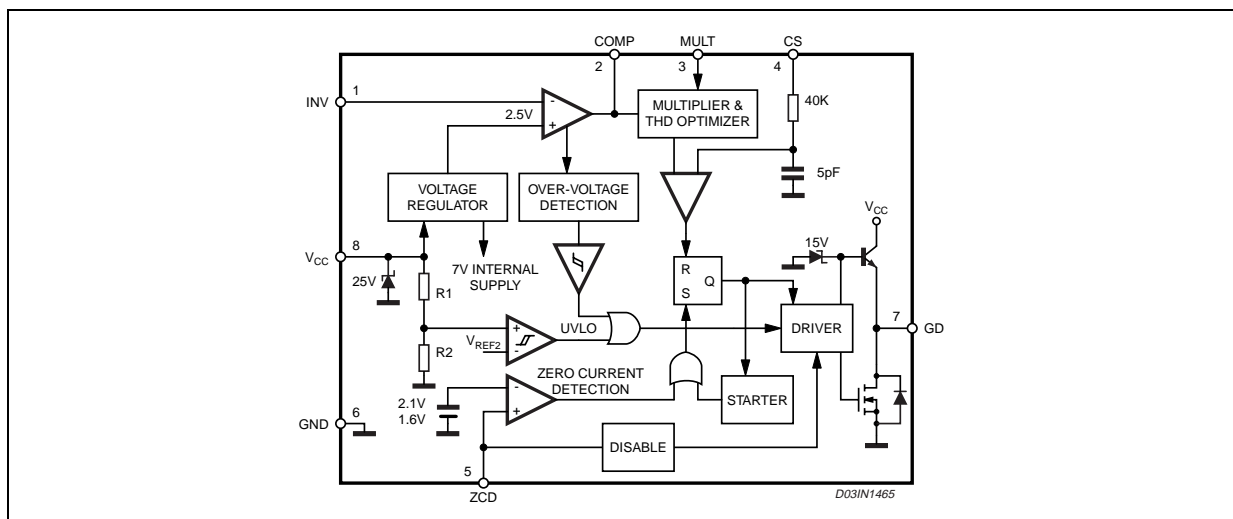 COMP
MULT
CS
2
3
4
INV
1
2.5V
-
+
MULTIPLIER &
THD OPTIMIZER
40K
5pF
VOLTAGE
REGULATOR
OVER-VOLTAGE
DETECTION
VCC
8
VCC
25V
7V INTERNAL
SUPPLY
R1
R
S
Q
15V
R2
VREF2
+
-
UVLO
DRIVER
7
GD
ZERO CURRENT
DETECTION
2.1V
1.6V
-
+
STARTER
GND
6
DISABLE
5
ZCD
D03IN1465